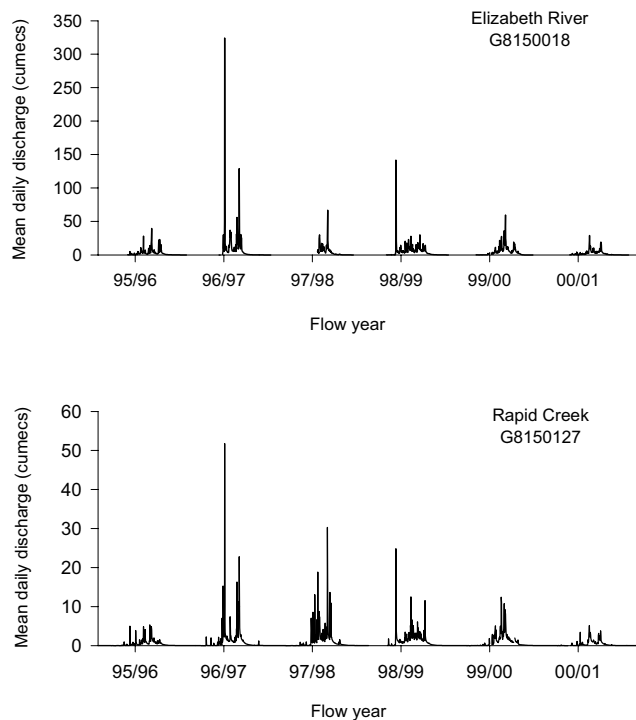 Elizabeth River
G8150018
Mean daily discharge (cumecs)
350
300
250
200
150
100
50
0
95/96 96/97 97/98 98/99 99/00 00/01
Flow year
Rapid Creek
G8150127
Mean daily discharge (cumecs)
60
50
40
30
20
10
0
95/96 96/97 97/98 98/99 99/00 00/01
Flow year